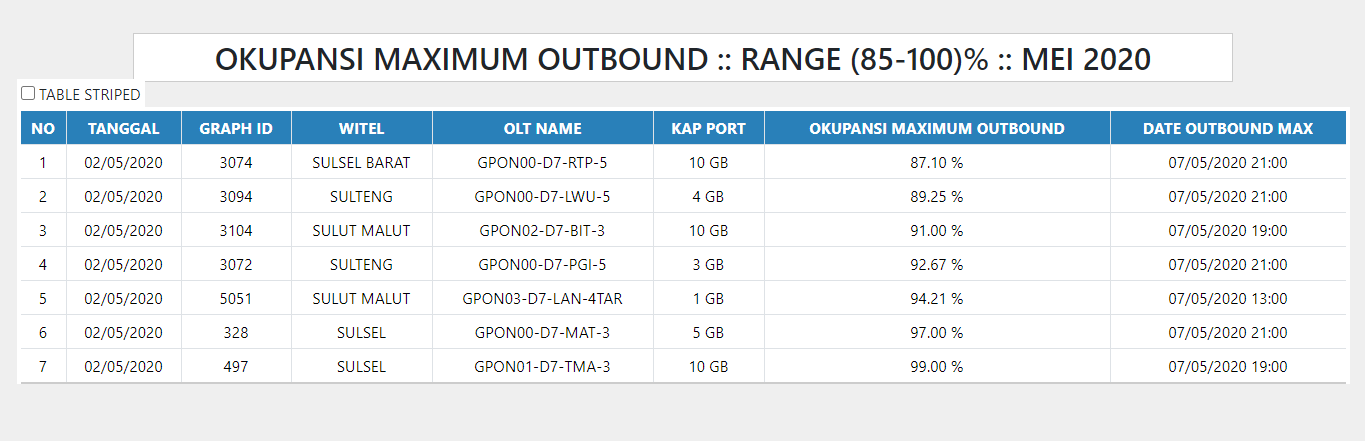 OKUPANSI MAXIMUM OUTBOUND :: RANGE (85-100)% :: MEI 2020
TABLE STRIPED
NO TANGGAL GRAPH ID WITEL OLT NAME KAP PORT OKUPANSI MAXIMUM OUTBOUND DATE OUTBOUND MAX
1 02/05/2020 3074 SULSEL BARAT GPON00-D7-RTP-5 10 GB 87.10 % 07/05/2020 21:00
2 02/05/2020 3094 SULTENG GPON00-D7-LWU-5 4 GB 89.25 % 07/05/2020 21:00
3 02/05/2020 3104 SULUT MALUT GPON02-D7-BIT-3 10 GB 91.00 % 07/05/2020 19:00
4 02/05/2020 3072 SULTENG GPON00-D7-PGI-5 3 GB 92.67 % 07/05/2020 21:00
5 02/05/2020 5051 SULUT MALUT GPON03-D7-LAN-4TAR 1 GB 94.21 % 07/05/2020 13:00
6 02/05/2020 328 SULSEL GPON00-D7-MAT-3 5 GB 97.00 % 07/05/2020 21:00
7 02/05/2020 497 SULSEL GPON01-D7-TMA-3 10 GB 99.00 % 07/05/2020 19:00